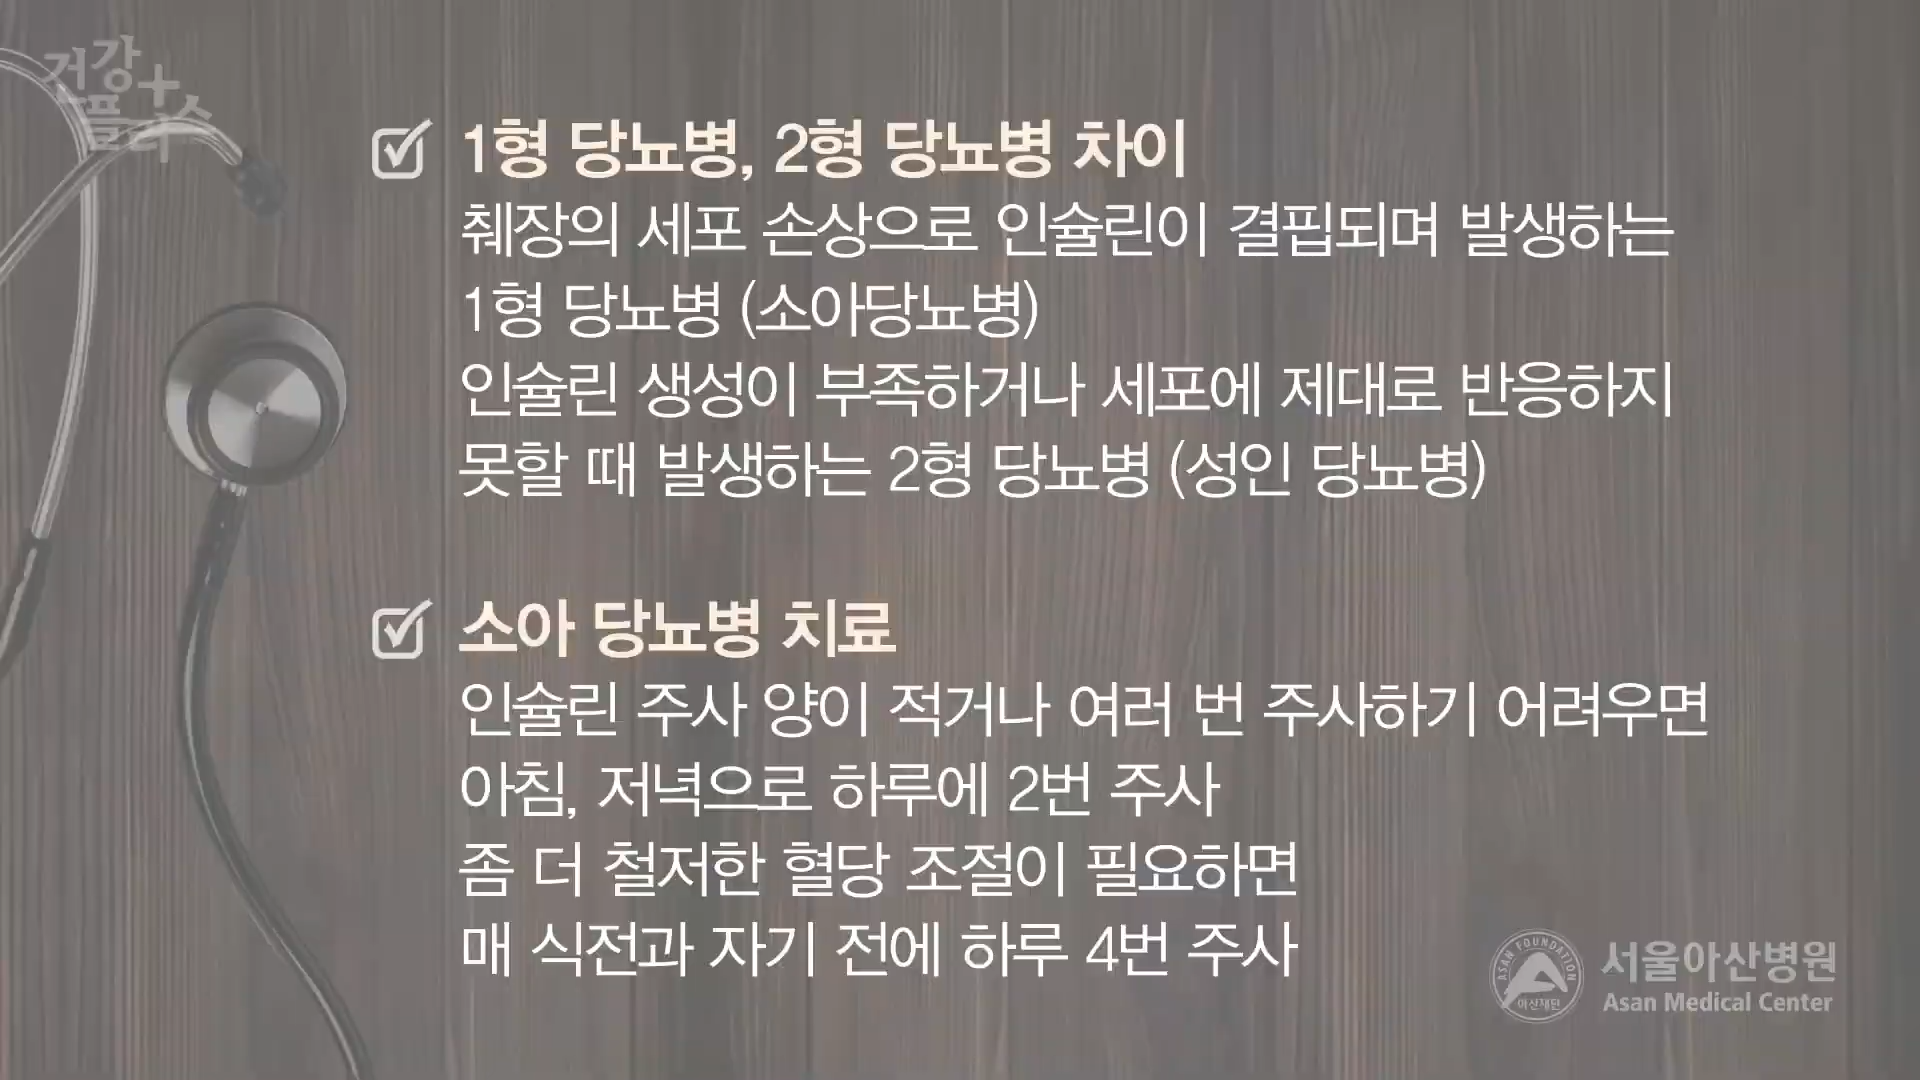 건강+
플러스
1형 당뇨병, 2형 당뇨병 차이
췌장의 세포 손상으로 인슐린이 결핍되며 발생하는
1형 당뇨병 (소아당뇨병)
인슐린 생성이 부족하거나 세포에 제대로 반응하지
못할 때 발생하는 2형 당뇨병 (성인 당뇨병)
소아 당뇨병 치료
인슐린 주사 양이 적거나 여러 번 주사하기 어려우면
아침, 저녁으로 하루에 2번 주사
좀 더 철저한 혈당 조절이 필요하면
매 식전과 자기 전에 하루 4번 주사
ASAN FOUNDATION
아산재단
서울아산병원
Asan Medical Center